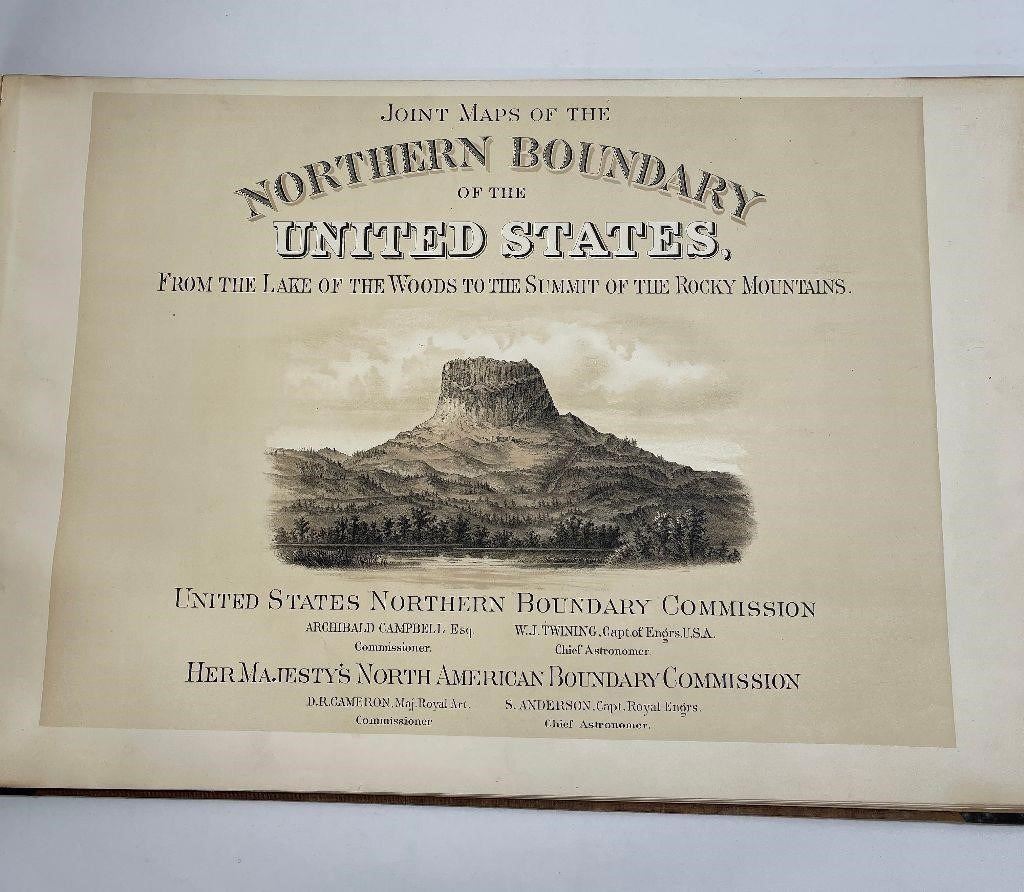 JOINT MAPS OF THE
NORTHERN BOUNDARY
OF THE
UNITED STATES,
FROM THE LAKE OF THE WOODS TO THE SUMMIT OF THE ROCKY MOUNTAINS.
UNITED STATES NORTHERN BOUNDARY COMMISSION
ARCHIBALD CAMPBELL Esq. W.J. TWINING, Capt. of Engrs. U.S.A.
Commissioner. Chief Astronomer.
HER MAJESTY'S NORTH AMERICAN BOUNDARY COMMISSION
D.R. CAMERON, Maj. Royal Art. S. ANDERSON, Capt. Royal Engrs.
Commissioner Chief Astronomer.